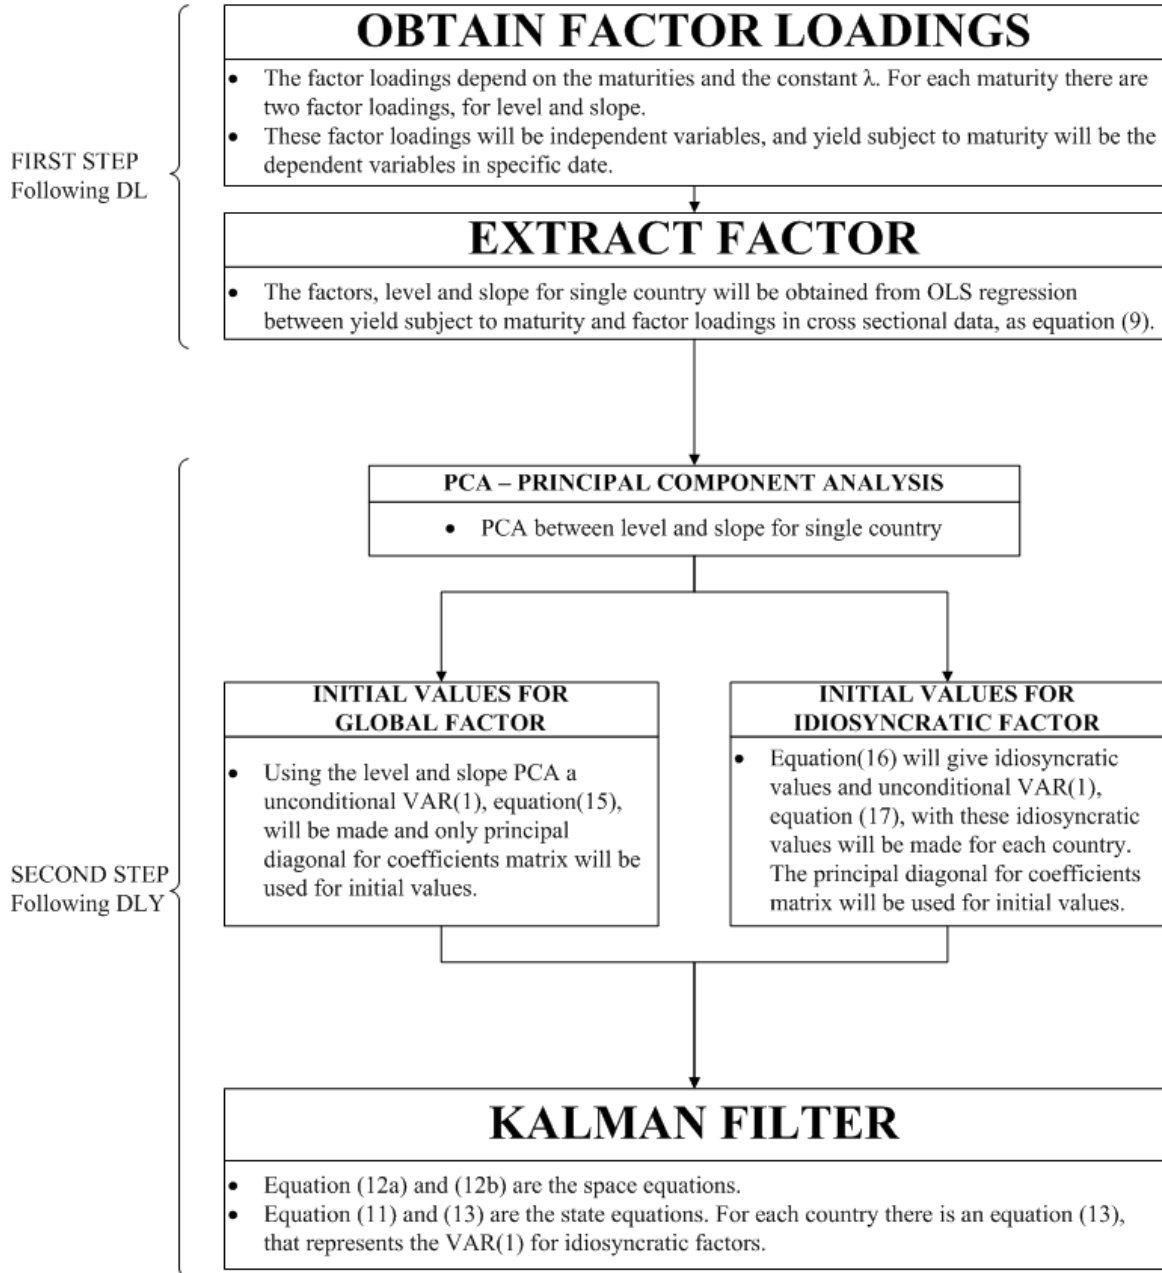 OBTAIN FACTOR LOADINGS
• The factor loadings depend on the maturities and the constant λ. For each maturity there are
two factor loadings, for level and slope.
• These factor loadings will be independent variables, and yield subject to maturity will be the
dependent variables in specific date.
FIRST STEP
Following DL
EXTRACT FACTOR
• The factors, level and slope for single country will be obtained from OLS regression
between yield subject to maturity and factor loadings in cross sectional data, as equation (9).
PCA – PRINCIPAL COMPONENT ANALYSIS
• PCA between level and slope for single country
INITIAL VALUES FOR
GLOBAL FACTOR
• Using the level and slope PCA a
unconditional VAR(1), equation(15),
will be made and only principal
diagonal for coefficients matrix will be
used for initial values.
INITIAL VALUES FOR
IDIOSYNCRATIC FACTOR
• Equation(16) will give idiosyncratic
values and unconditional VAR(1),
equation (17), with these idiosyncratic
values will be made for each country.
The principal diagonal for coefficients
matrix will be used for initial values.
SECOND STEP
Following DLY
KALMAN FILTER
• Equation (12a) and (12b) are the space equations.
• Equation (11) and (13) are the state equations. For each country there is an equation (13),
that represents the VAR(1) for idiosyncratic factors.